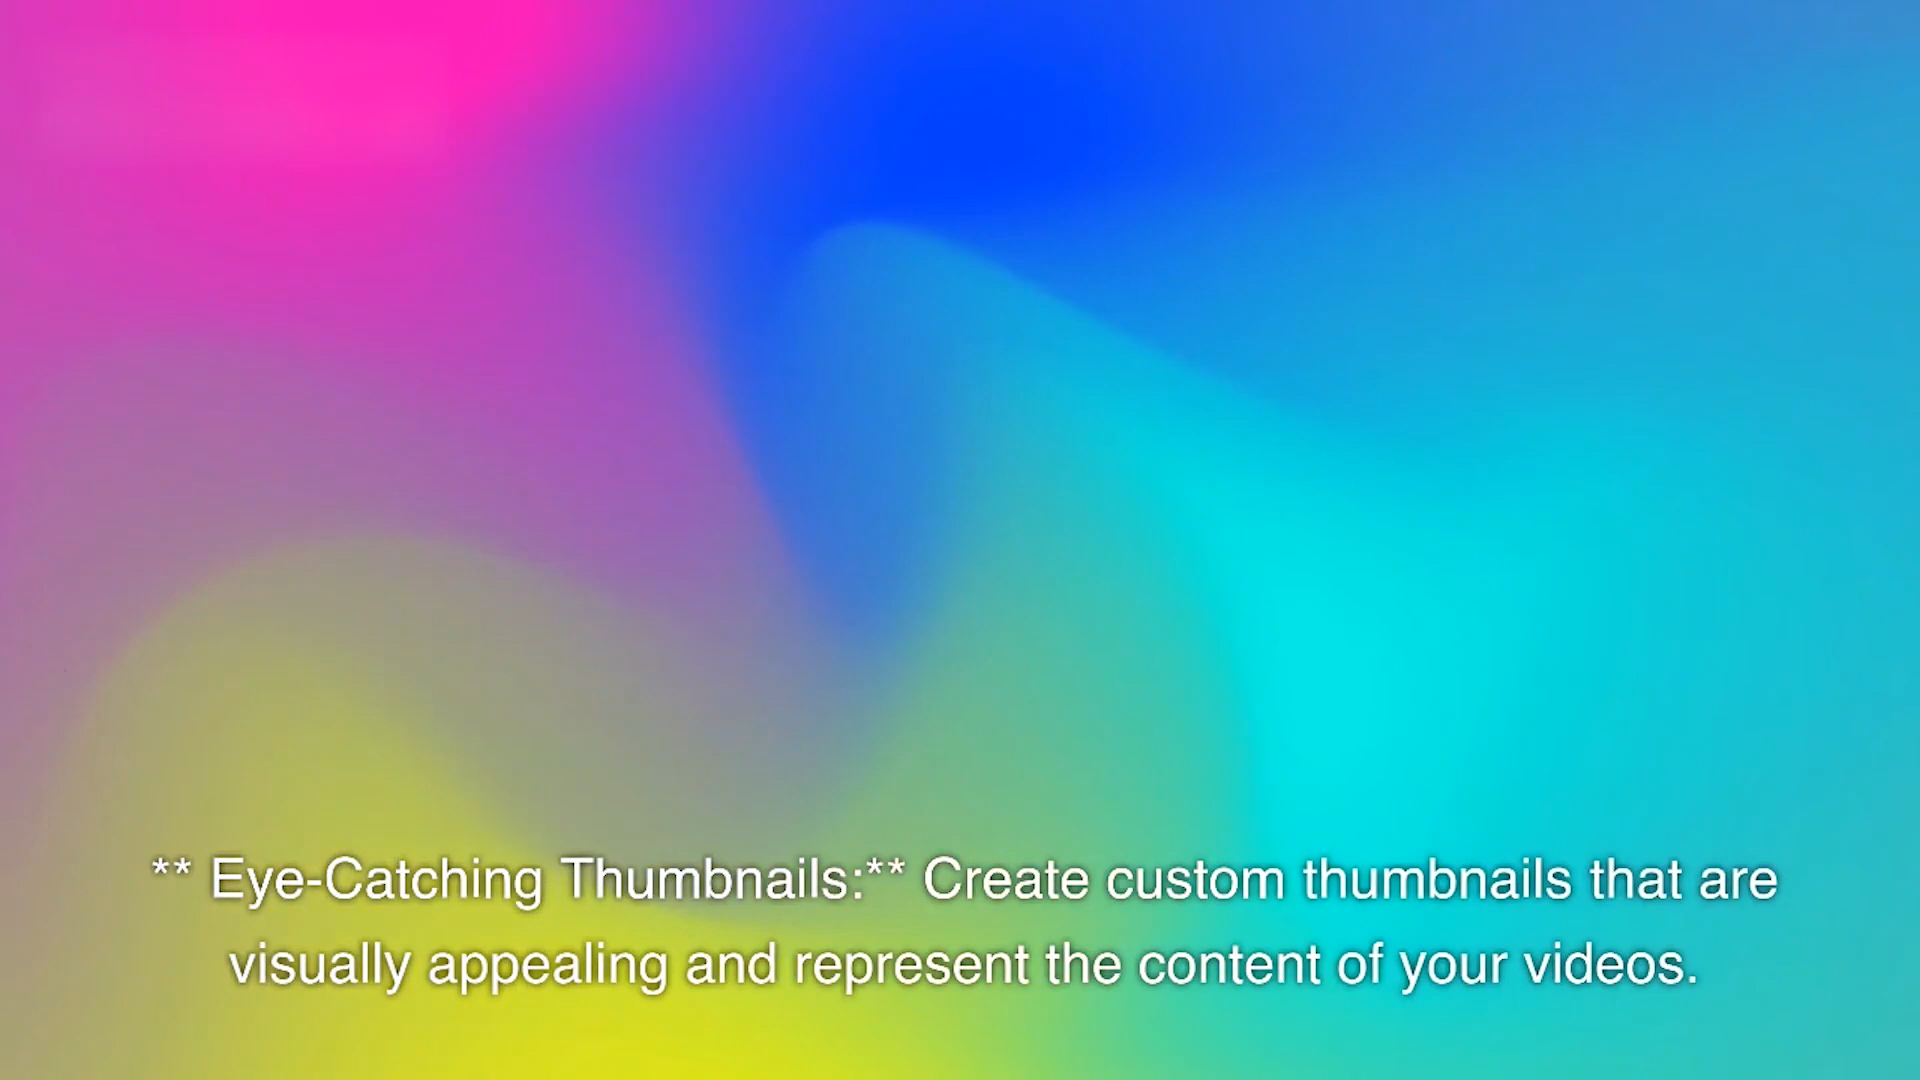 ** Eye-Catching Thumbnails:** Create custom thumbnails that are
visually appealing and represent the content of your videos.